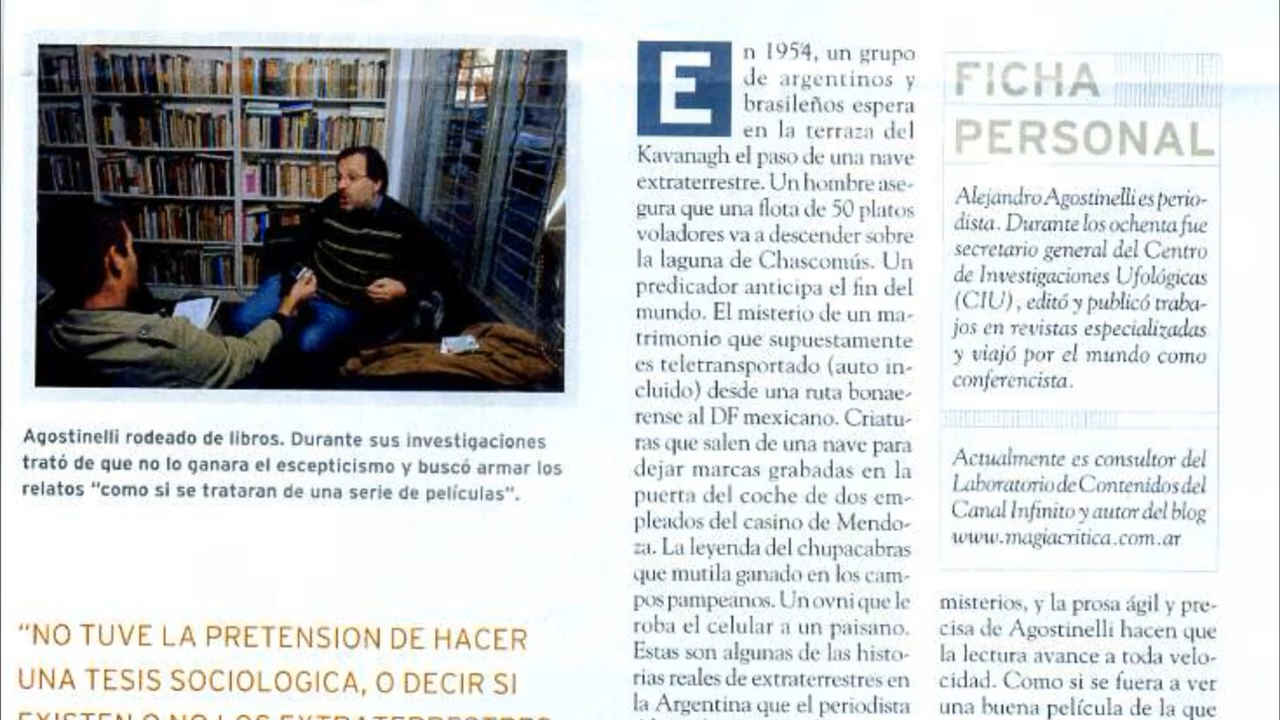 Agostinelli rodeado de libros. Durante sus investigaciones
trató de que no lo ganara el escepticismo y buscó armar los
relatos "como si se trataran de una serie de películas".
"NO TUVE LA PRETENSION DE HACER
UNA TESIS SOCIOLOGICA, O DECIR SI
EXISTEN O NO LOS EXTRATERRESTRES
En 1954, un grupo
de argentinos y
brasileños espera
en la terraza del
Kavanagh el paso de una nave
extraterrestre. Un hombre ase-
gura que una flota de 50 platos
voladores va a descender sobre
la laguna de Chascomús. Un
predicador anticipa el fin del
mundo. El misterio de un ma-
trimonio que supuestamente
es teletransportado (auto in-
cluido) desde una ruta bonae-
rense al DF mexicano. Criatu-
ras que salen de una nave para
dejar marcas grabadas en la
puerta del coche de dos em-
pleados del casino de Mendo-
za. La leyenda del chupacabras
que mutila ganado en los cam-
pos pampeanos. Un ovni que le
roba el celular a un paisano.
Estas son algunas de las histo-
rias reales de extraterrestres en
la Argentina que el periodista
FICHA
PERSONAL
Alejandro Agostinelli es perio-
dista. Durante los ochenta fue
secretario general del Centro
de Investigaciones Ufológicas
(CIU), editó y publicó traba-
jos en revistas especializadas
y viajó por el mundo como
conferencista.
Actualmente es consultor del
Laboratorio de Contenidos del
Canal Infinito y autor del blog
www.magiacritica.com.ar
misterios, y la prosa ágil y pre-
cisa de Agostinelli hacen que
la lectura avance a toda velo-
cidad. Como si se fuera a ver
una buena película de la que